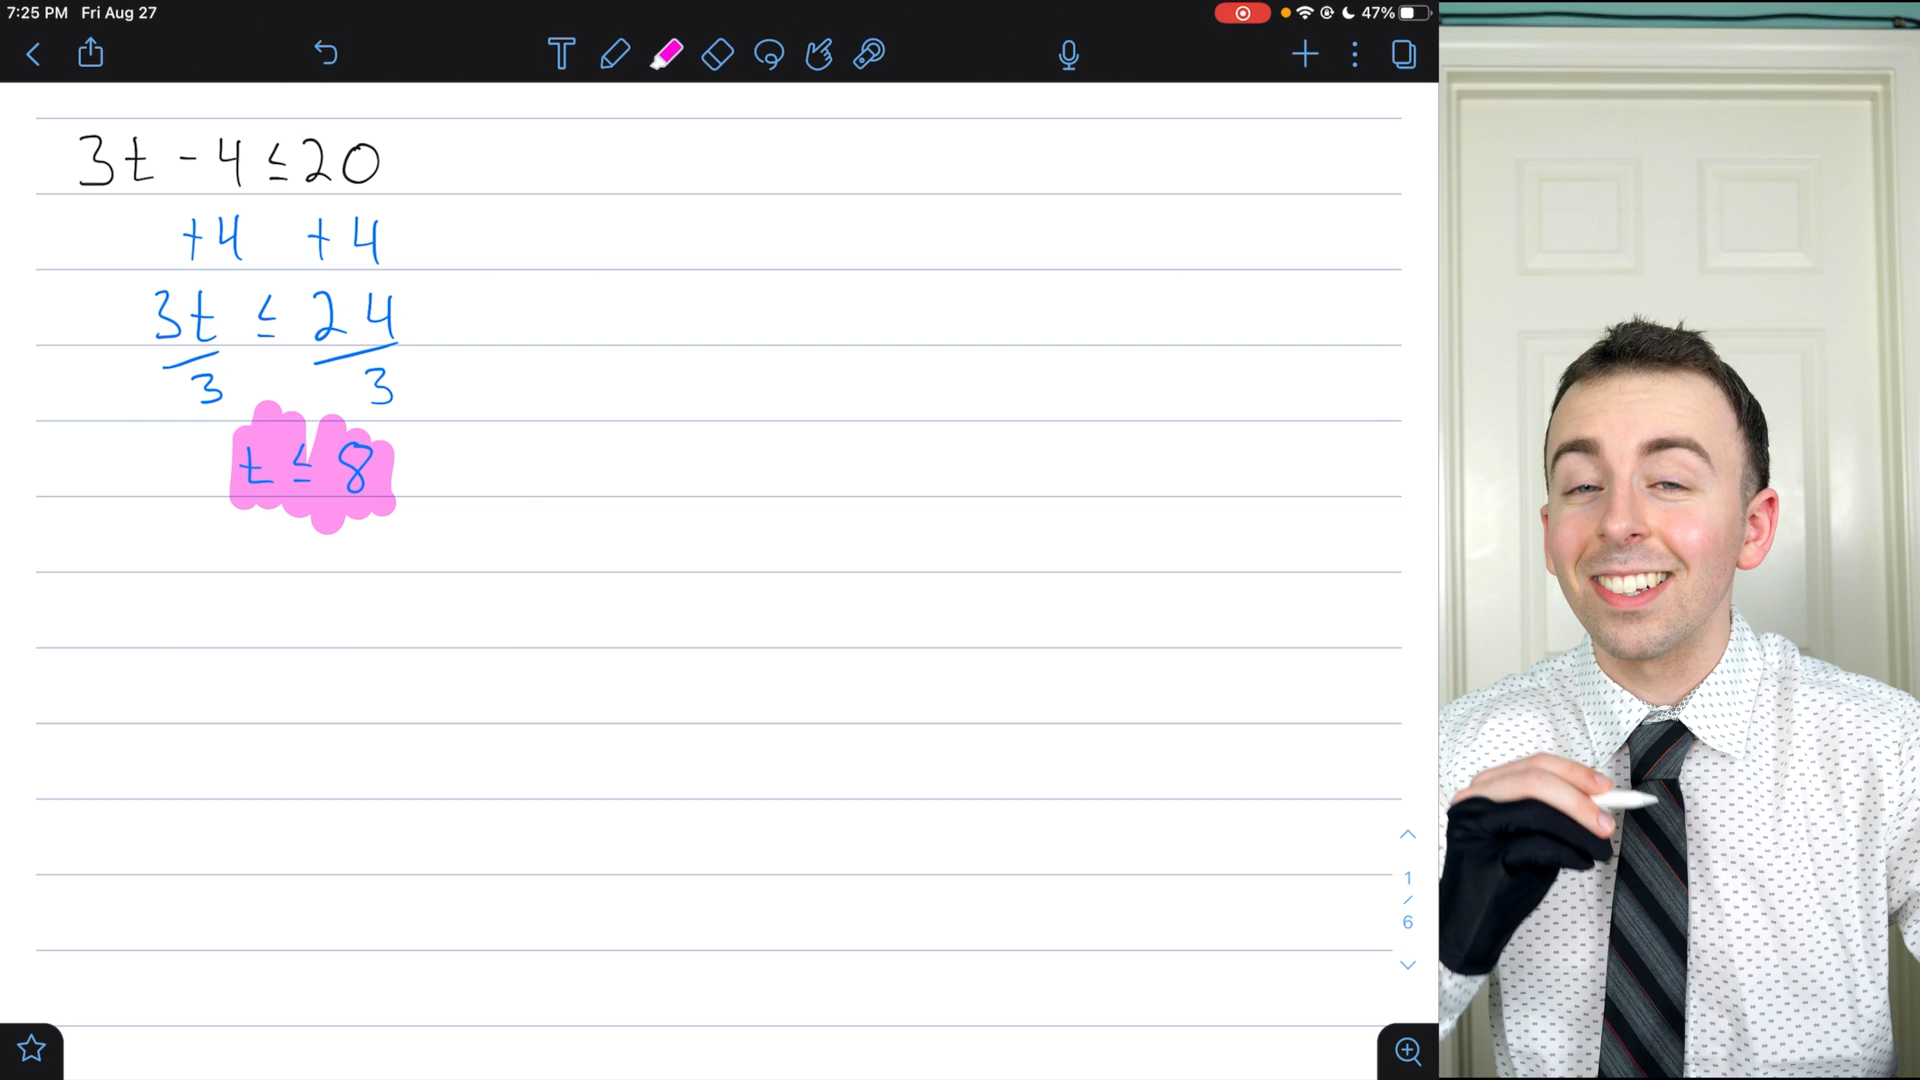 7:25 PM Fri Aug 27
47%
T
3t - 4 ≤ 20
+4 +4
3t ≤ 24
3 3
t ≤ 8
1
/
6